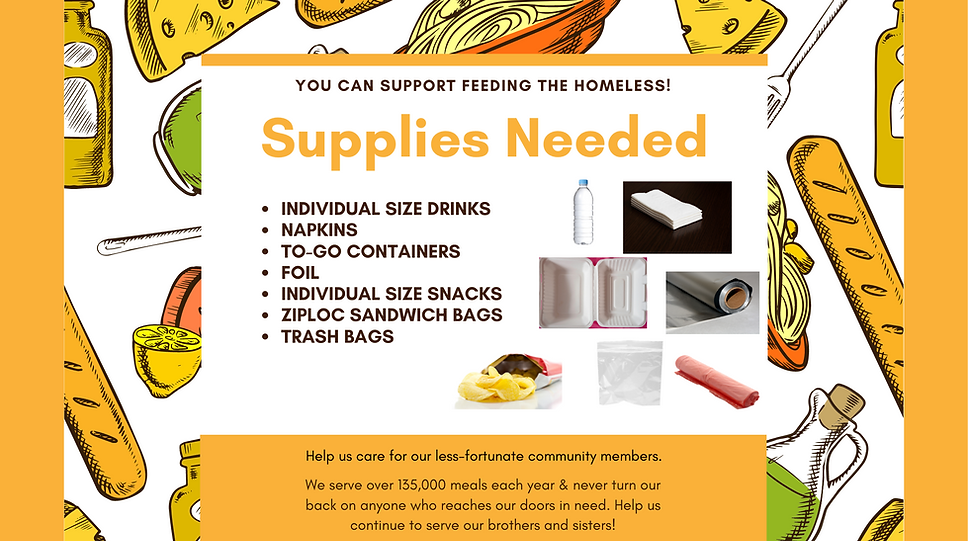 YOU CAN SUPPORT FEEDING THE HOMELESS!
Supplies Needed
• INDIVIDUAL SIZE DRINKS
• NAPKINS
• TO-GO CONTAINERS
• FOIL
• INDIVIDUAL SIZE SNACKS
• ZIPLOC SANDWICH BAGS
• TRASH BAGS
Help us care for our less-fortunate community members.
We serve over 135,000 meals each year & never turn our
back on anyone who reaches our doors in need. Help us
continue to serve our brothers and sisters!